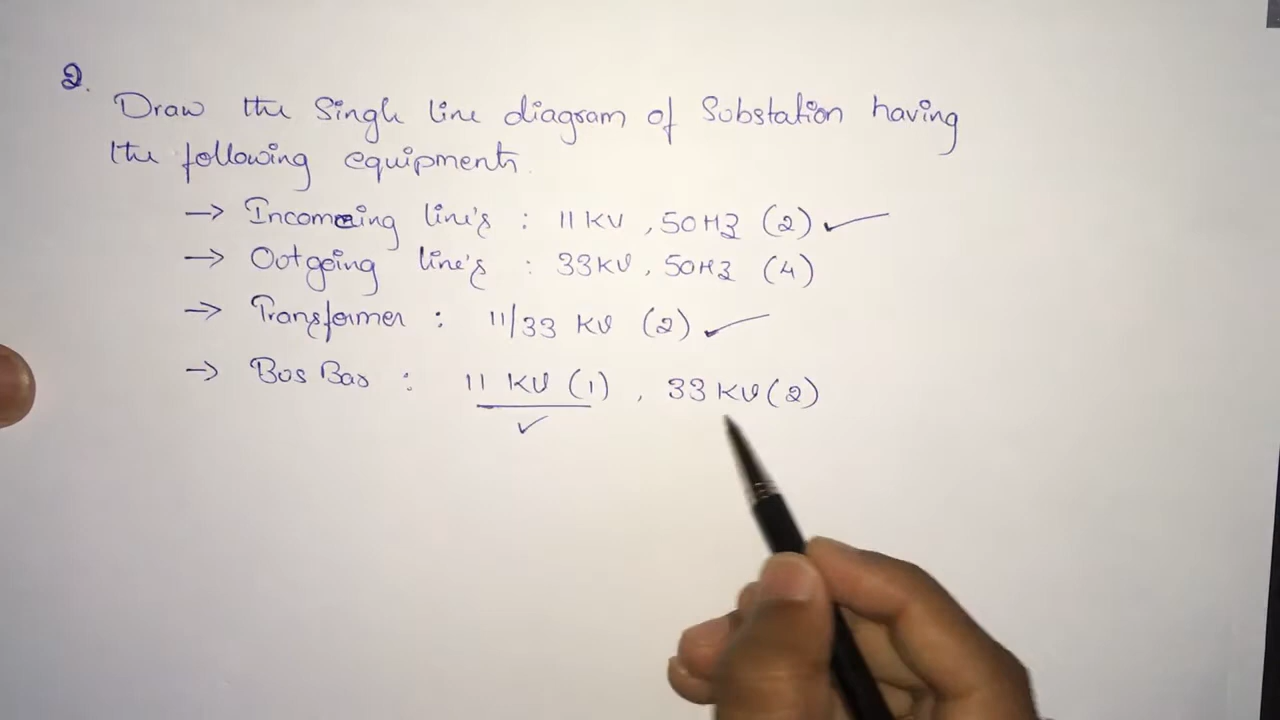 2.
Draw the Single line diagram of Substation having
the following equipments.
→ Incomeing line's : 11 KV , 50 Hz (2) ✓
→ Outgoing line's : 33 KV , 50 Hz (4)
→ Transformer : 11/33 KV (2) ✓
→ Bus Bar : 11 KV (1) , 33 KV (2)
✓